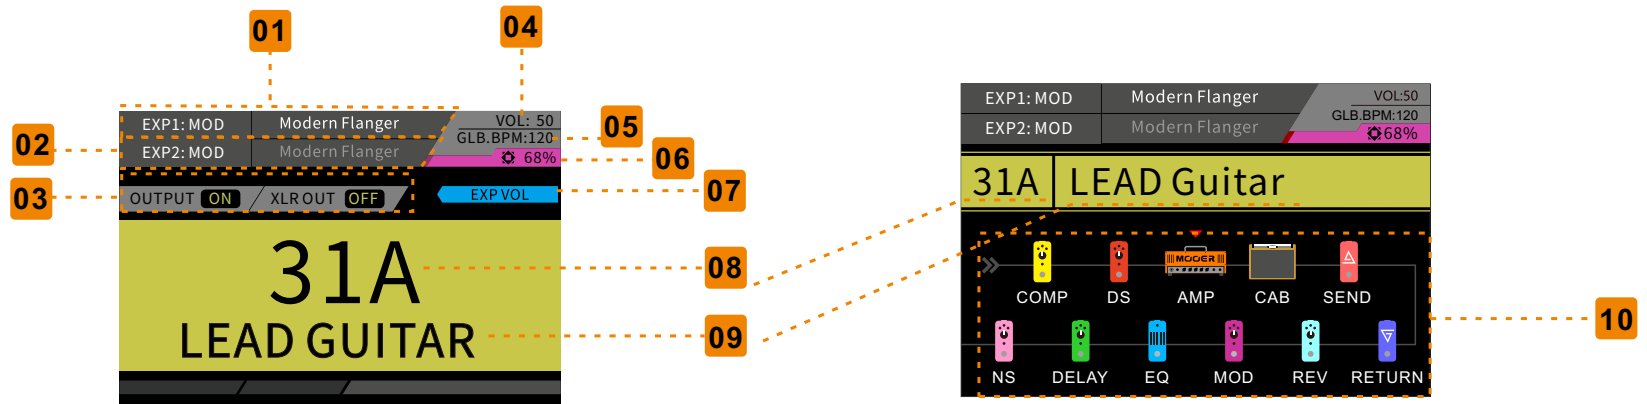 01
04
02
05
03
06
07
08
09
10
EXP1: MOD Modern Flanger VOL: 50
GLB.BPM:120
EXP2: MOD Modern Flanger 68%
OUTPUT ON XLR OUT OFF EXP VOL
31A
LEAD GUITAR
EXP1: MOD Modern Flanger VOL:50
GLB.BPM:120
EXP2: MOD Modern Flanger 68%
31A LEAD Guitar
MOOER
COMP DS AMP CAB SEND
NS DELAY EQ MOD REV RETURN